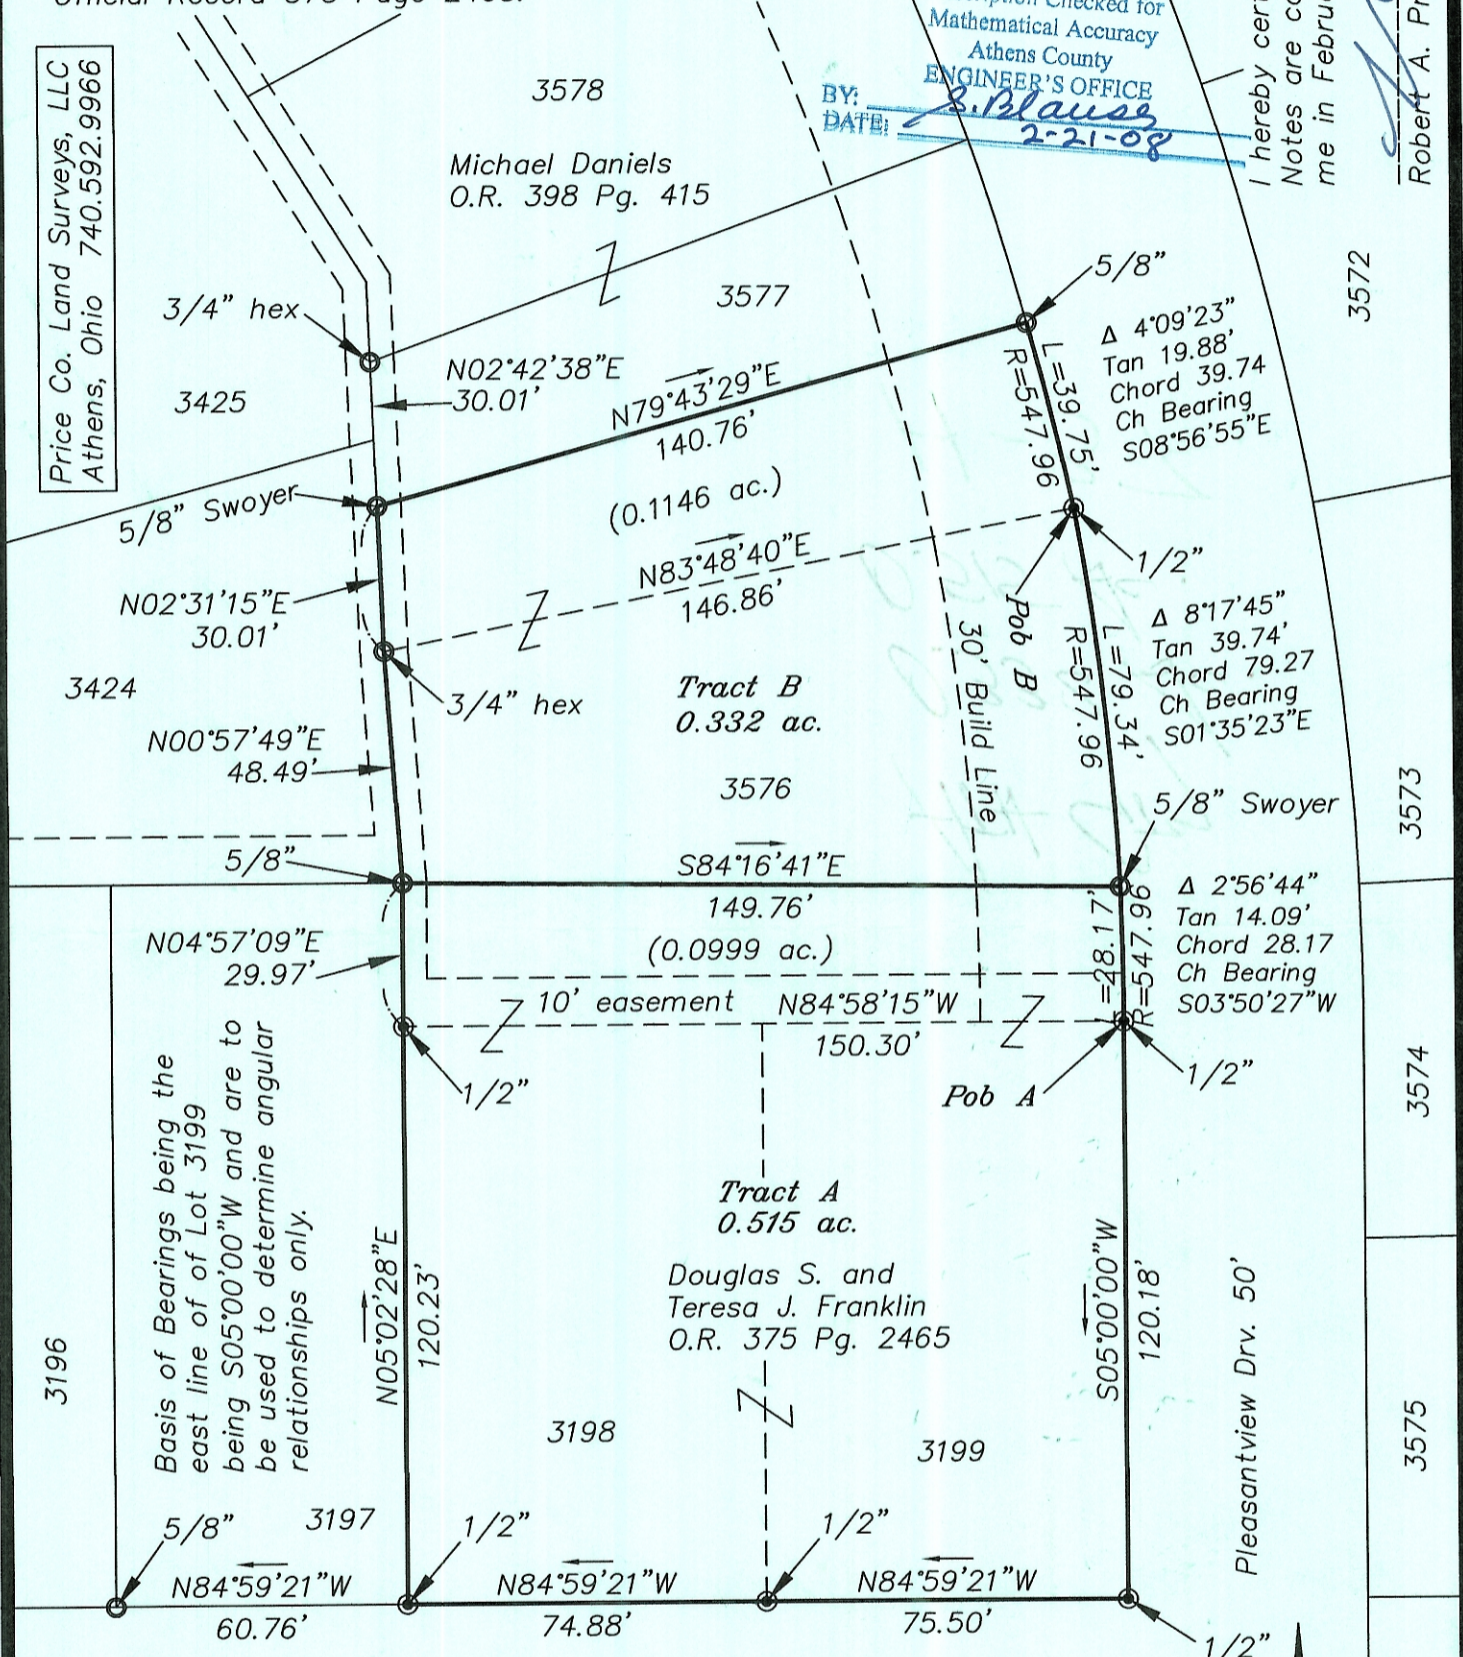 3578
Checked for
Mathematical Accuracy
Athens County
ENGINEER'S OFFICE
BY: S. Blauser
DATE: 2-21-08
Price Co. Land Surveys, LLC
Athens, Ohio 740.592.9966
I hereby cer
Notes are co
me in Febru
Robert A. Pr
Michael Daniels
O.R. 398 Pg. 415
3/4" hex
3577
5/8"
3572
N02°42'38"E
30.01'
3425
N79°43'29"E
140.76'
L=39.75'
R=547.96
Δ 4°09'23"
Tan 19.88'
Chord 39.74
Ch Bearing
S08°56'55"E
5/8" Swoyer
(0.1146 ac.)
N83°48'40"E
146.86'
1/2"
N02°31'15"E
30.01'
Pob B
30' Build Line
L=79.34'
R=547.96
Δ 8°17'45"
Tan 39.74'
Chord 79.27
Ch Bearing
S01°35'23"E
3424
3/4" hex
Tract B
0.332 ac.
N00°57'49"E
48.49'
3576
3573
5/8" Swoyer
5/8"
S84°16'41"E
149.76'
(0.0999 ac.)
N04°57'09"E
29.97'
=28.17'
R=547.96
Δ 2°56'44"
Tan 14.09'
Chord 28.17
Ch Bearing
S03°50'27"W
10' easement
N84°58'15"W
150.30'
1/2"
1/2"
Pob A
3574
Basis of Bearings being the
east line of of Lot 3199
being S05°00'00"W and are to
be used to determine angular
relationships only.
Tract A
0.515 ac.
Douglas S. and
Teresa J. Franklin
O.R. 375 Pg. 2465
N05°02'28"E
120.23'
S05°00'00"W
120.18'
Pleasantview Drv. 50'
3196
3198
3199
3575
3197
5/8"
1/2"
1/2"
N84°59'21"W
60.76'
N84°59'21"W
74.88'
N84°59'21"W
75.50'
1/2"